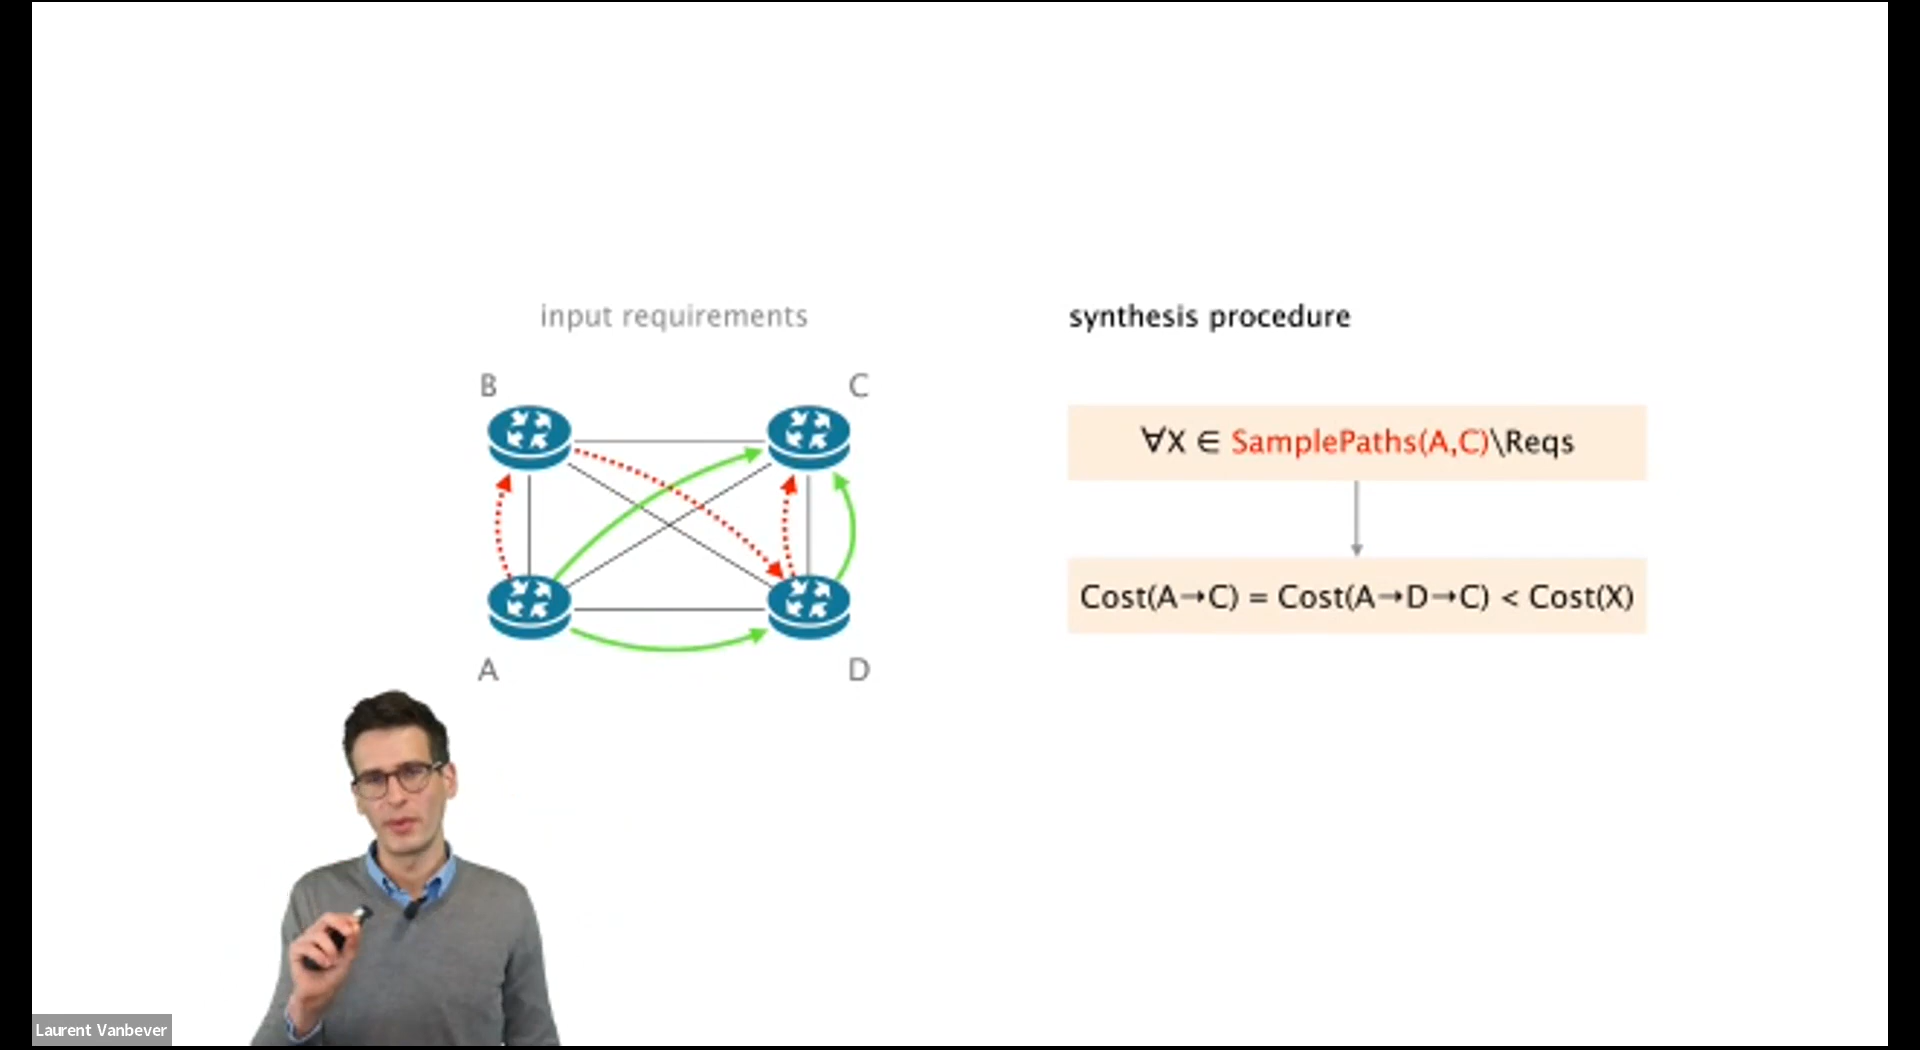 input requirements
synthesis procedure
B
C
∀X ∈ SamplePaths(A,C)\Reqs
Cost(A→C) = Cost(A→D→C) < Cost(X)
A
D
Laurent Vanbever